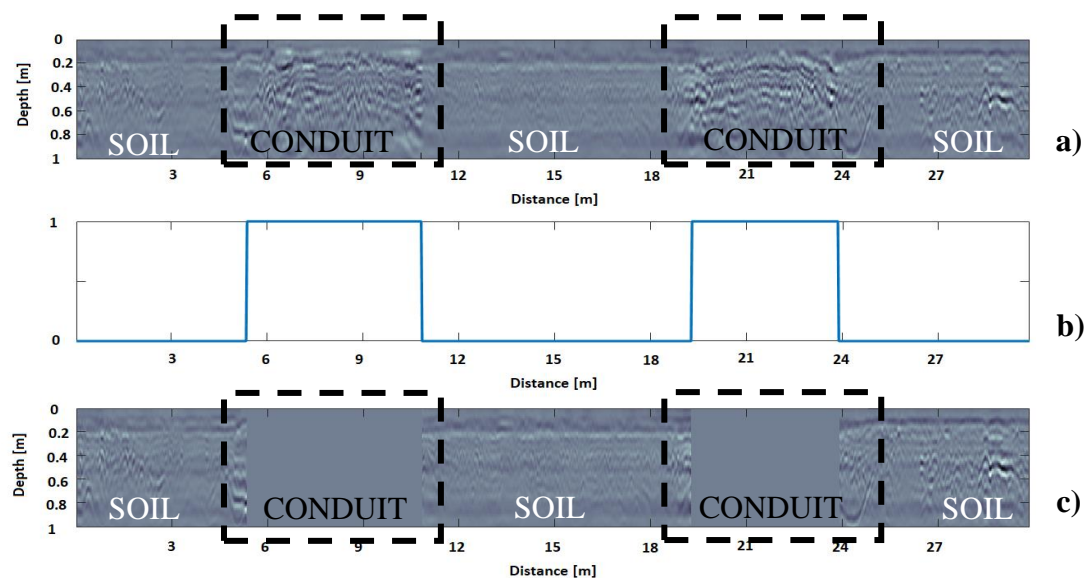 0
0.2
0.4
0.6
0.8
1
Depth [m]
SOIL CONDUIT SOIL CONDUIT SOIL
a)
3 6 9 12 15 18 21 24 27
Distance [m]
1
0
b)
3 6 9 12 15 18 21 24 27
Distance [m]
0
0.2
0.4
0.6
0.8
1
Depth [m]
SOIL CONDUIT SOIL CONDUIT SOIL
c)
3 6 9 12 15 18 21 24 27
Distance [m]